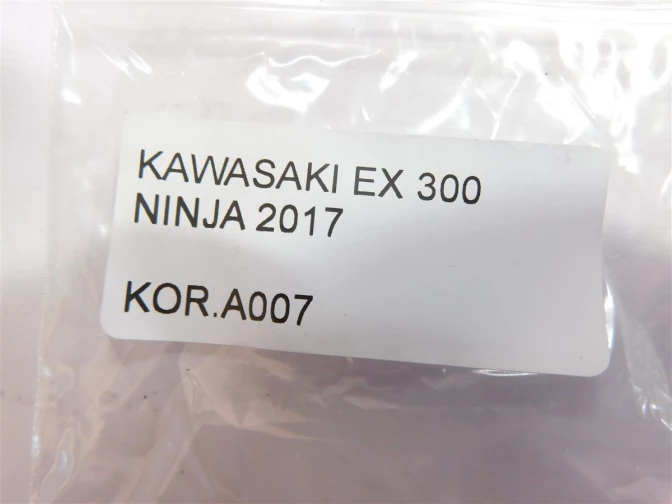 KAWASAKI EX 300
NINJA 2017
KOR.A007